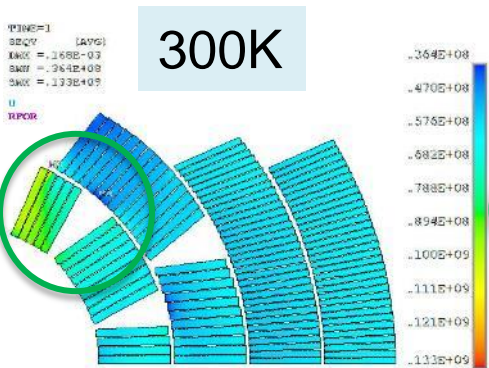 TIME=1
SEQV (AVG)
DMX =.168E-03
SMN =.364E+08
SMX =.133E+09
U
RFOR
300K
.364E+08
.470E+08
.576E+08
.682E+08
.788E+08
.894E+08
.100E+09
.111E+09
.121E+09
.133E+09